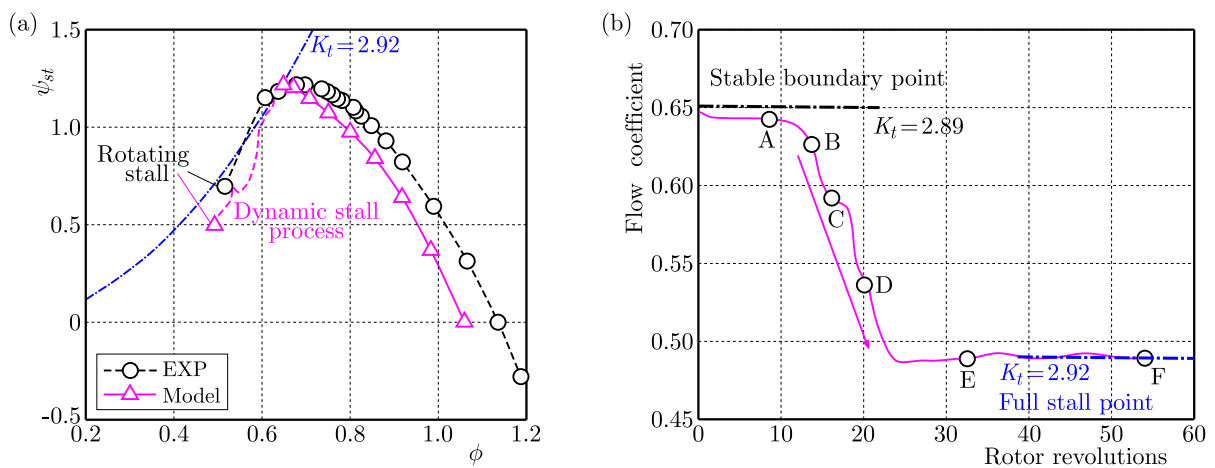 (a)
1.5
1.0
0.5
0
-0.5
ψst
Kt=2.92
Rotating
stall
Dynamic stall
process
EXP
Model
0.2 0.4 0.6 0.8 1.0 1.2
ϕ
(b)
0.70
0.65
0.60
0.55
0.50
0.45
Flow coefficient
Stable boundary point
Kt=2.89
A
B
C
D
E
F
Kt=2.92
Full stall point
0 10 20 30 40 50 60
Rotor revolutions